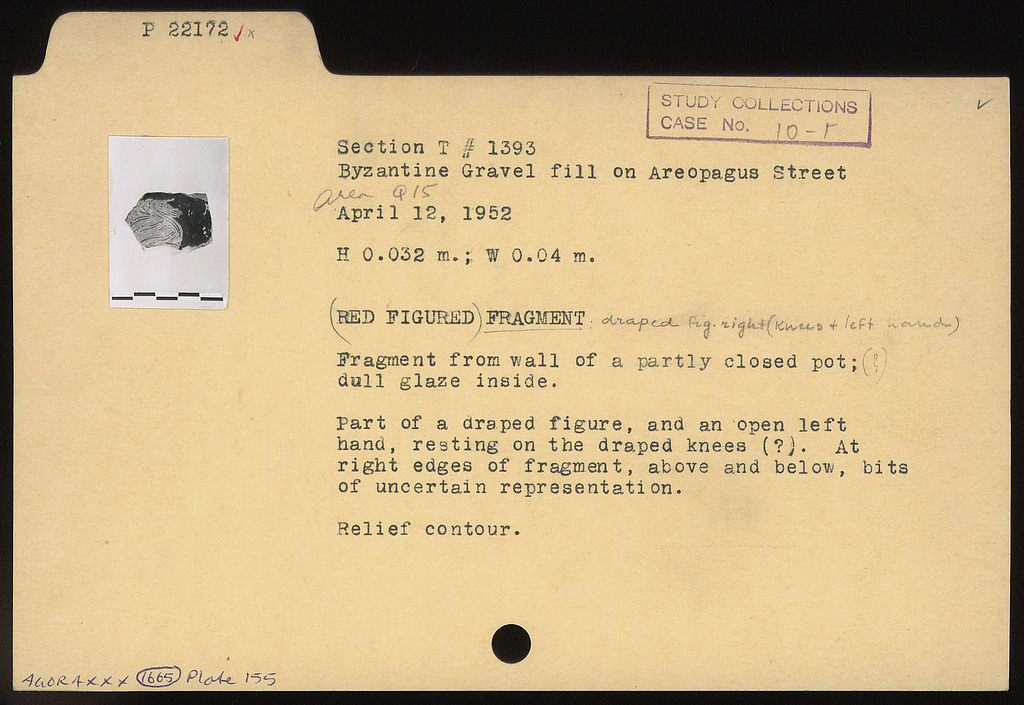 P 22172 ✓ x
STUDY COLLECTIONS
CASE No. 10-Γ
Section T # 1393
Byzantine Gravel fill on Areopagus Street
Area Q 15
April 12, 1952
H 0.032 m.; W 0.04 m.
(RED FIGURED) FRAGMENT: draped fig. right (knees + left hand)
Fragment from wall of a partly closed pot; (?)
dull glaze inside.
Part of a draped figure, and an open left
hand, resting on the draped knees (?). At
right edges of fragment, above and below, bits
of uncertain representation.
Relief contour.
AGORA XXX 1665 Plate 155